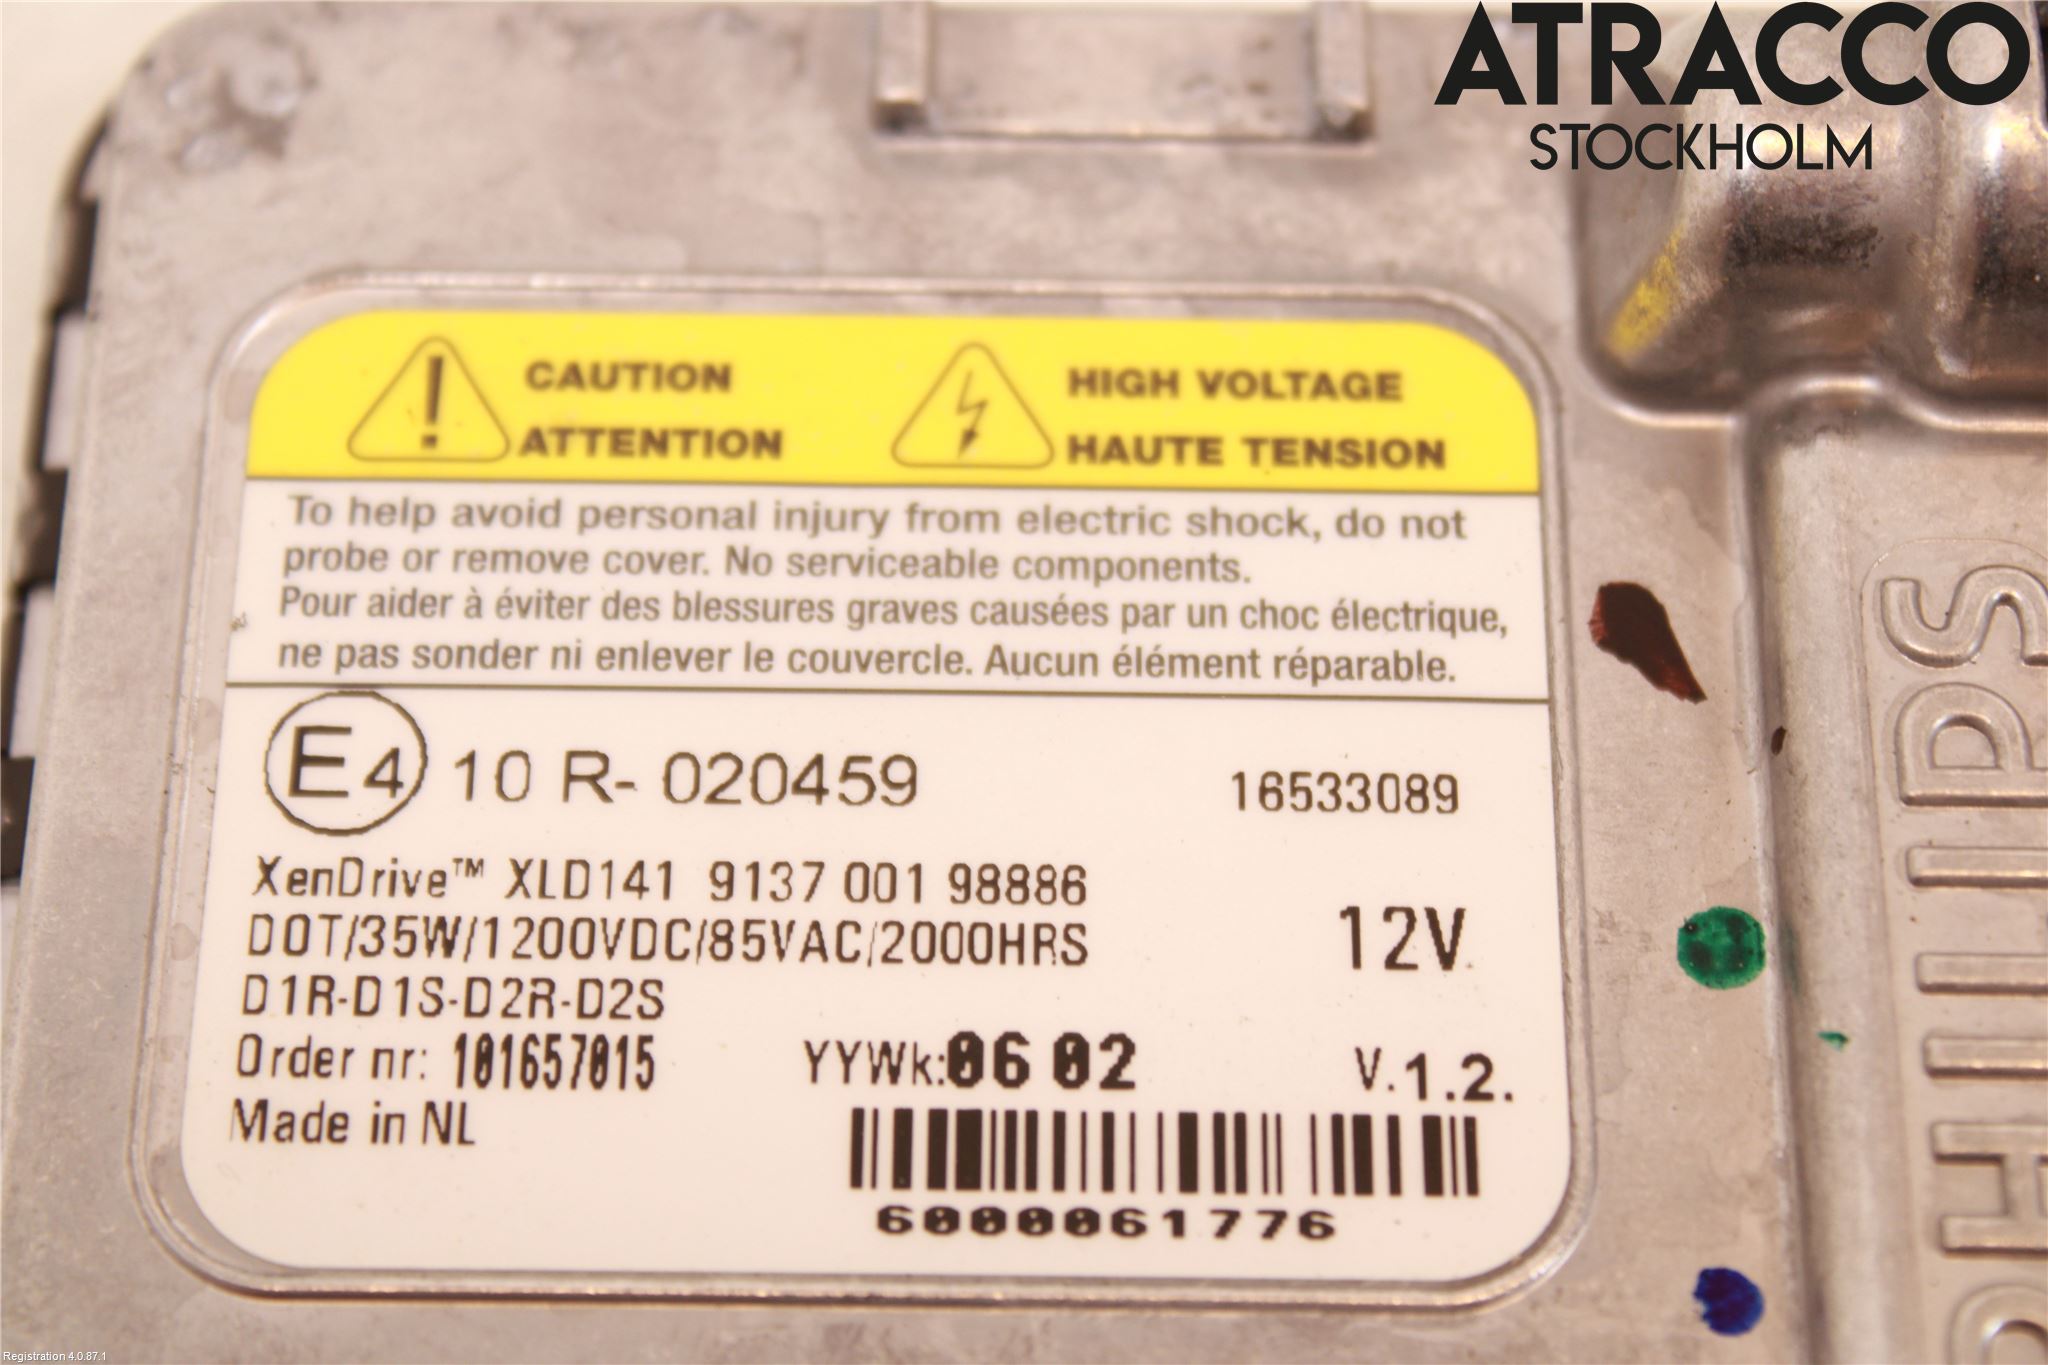 ATRACCO
STOCKHOLM
CAUTION
ATTENTION
HIGH VOLTAGE
HAUTE TENSION
To help avoid personal injury from electric shock, do not
probe or remove cover. No serviceable components.
Pour aider à éviter des blessures graves causées par un choc électrique,
ne pas sonder ni enlever le couvercle. Aucun élément réparable.
E4 10 R- 020459
16533089
XenDrive™ XLD141 9137 001 98886
DOT/35W/1200VDC/85VAC/2000HRS
12V
D1R-D1S-D2R-D2S
Order nr: 101657015
YYWk:06 02
V.1.2.
Made in NL
6000061776
PHILIPS
Registration 4.0.87.1